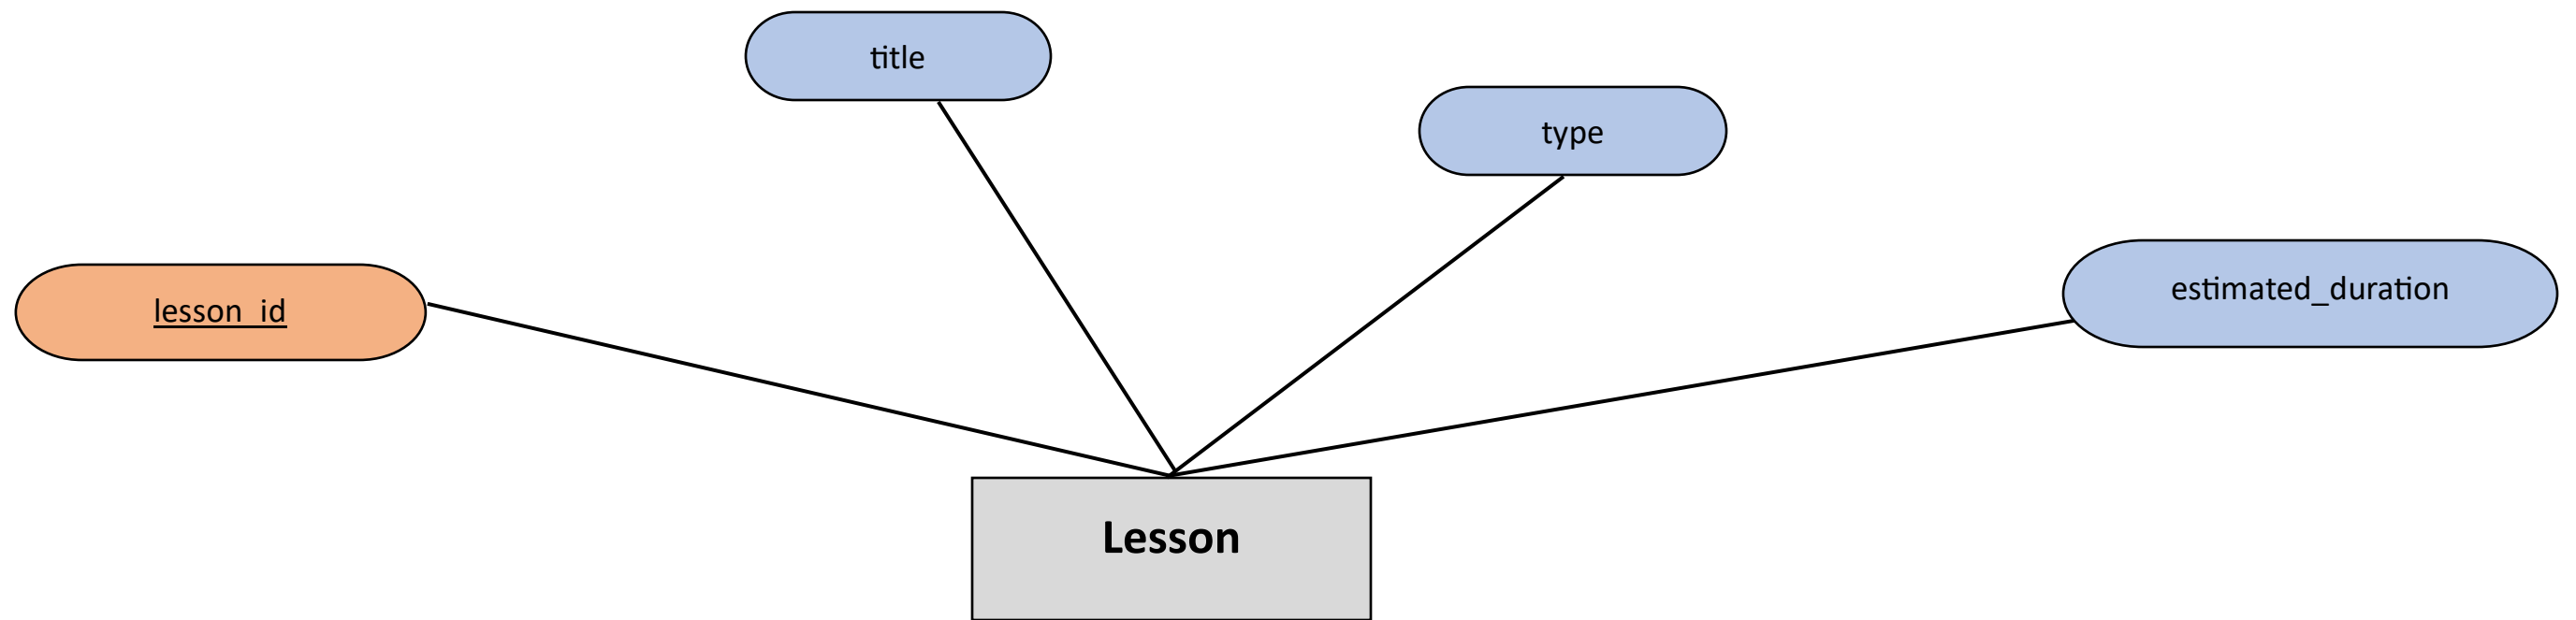 title
type
lesson_id
estimated_duration
Lesson